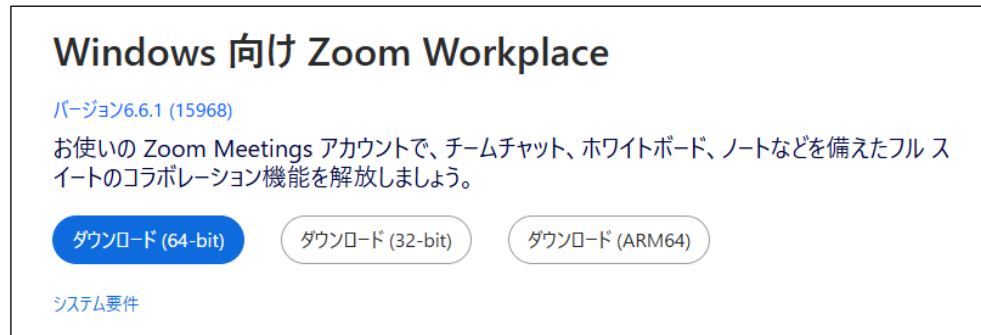 Windows 向け Zoom Workplace
バージョン6.6.1 (15968)
お使いの Zoom Meetings アカウントで、チームチャット、ホワイトボード、ノートなどを備えたフル ス
イートのコラボレーション機能を解放しましょう。
ダウンロード (64-bit) ダウンロード (32-bit) ダウンロード (ARM64)
システム要件